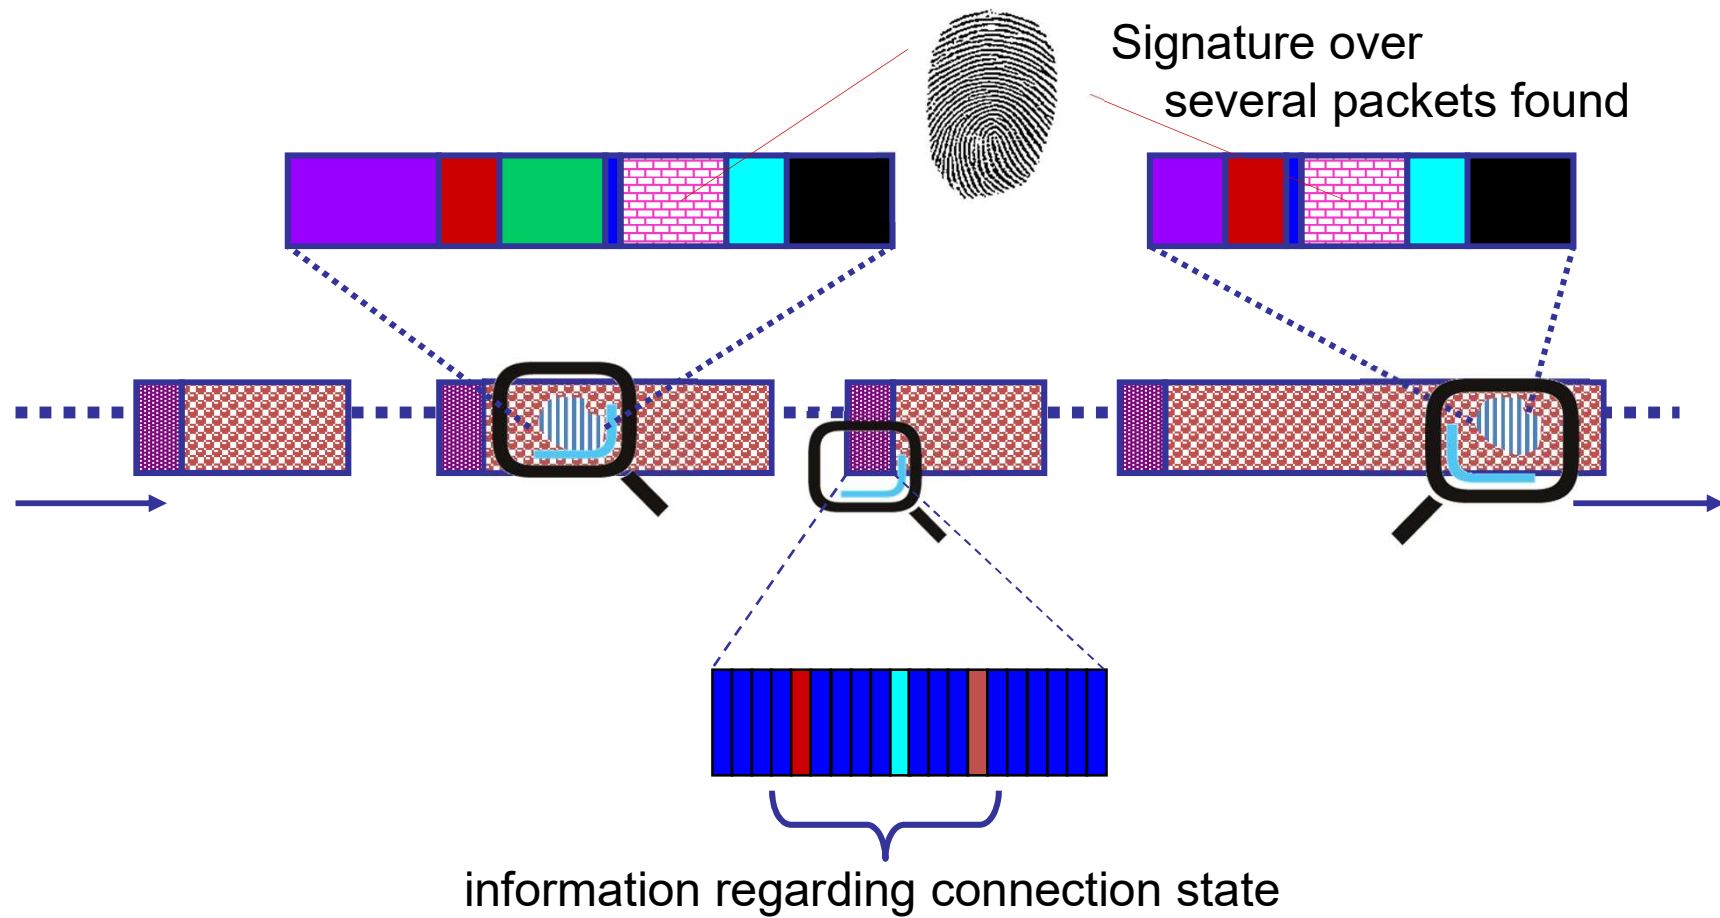 Signature over
several packets found
information regarding connection state